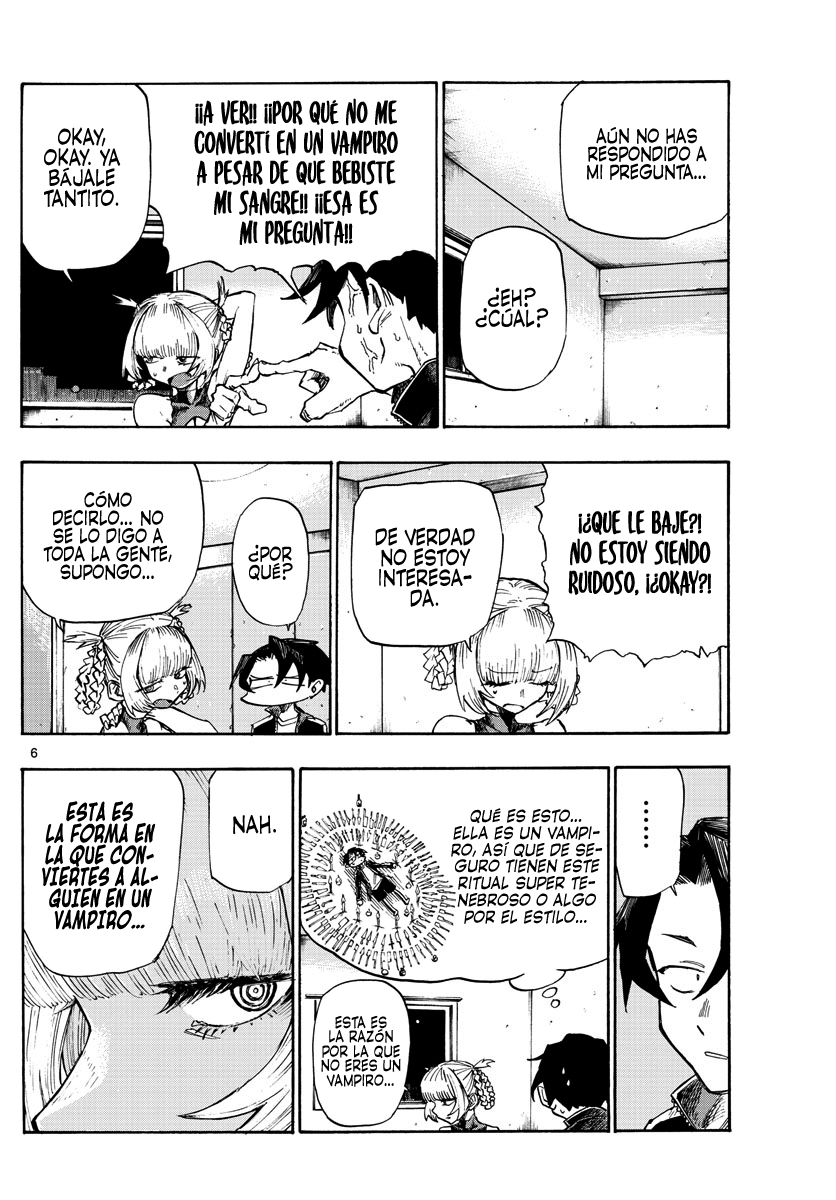 AÚN NO HAS
RESPONDIDO A
MI PREGUNTA...
¿EH?
¿CÚAL?
¡¡A VER!! ¡¡POR QUÉ NO ME
CONVERTÍ EN UN VAMPIRO
A PESAR DE QUE BEBISTE
MI SANGRE!! ¡¡ESA ES
MI PREGUNTA!!
OKAY,
OKAY. YA
BÁJALE
TANTITO.
¡¿QUE LE BAJE?!
NO ESTOY SIENDO
RUIDOSO, ¡¿OKAY?!
DE VERDAD
NO ESTOY
INTERESA-
DA.
¿POR
QUÉ?
CÓMO
DECIRLO... NO
SE LO DIGO A
TODA LA GENTE,
SUPONGO...
6
......
QUÉ ES ESTO...
ELLA ES UN VAMPI-
RO, ASÍ QUE DE SE-
GURO TIENEN ESTE
RITUAL SUPER TE-
NEBROSO O ALGO
POR EL ESTILO...
ESTA ES
LA RAZÓN
POR LA QUE
NO ERES UN
VAMPIRO...
NAH.
ESTA ES
LA FORMA EN
LA QUE CON-
VIERTES A AL-
GUIEN EN UN
VAMPIRO...